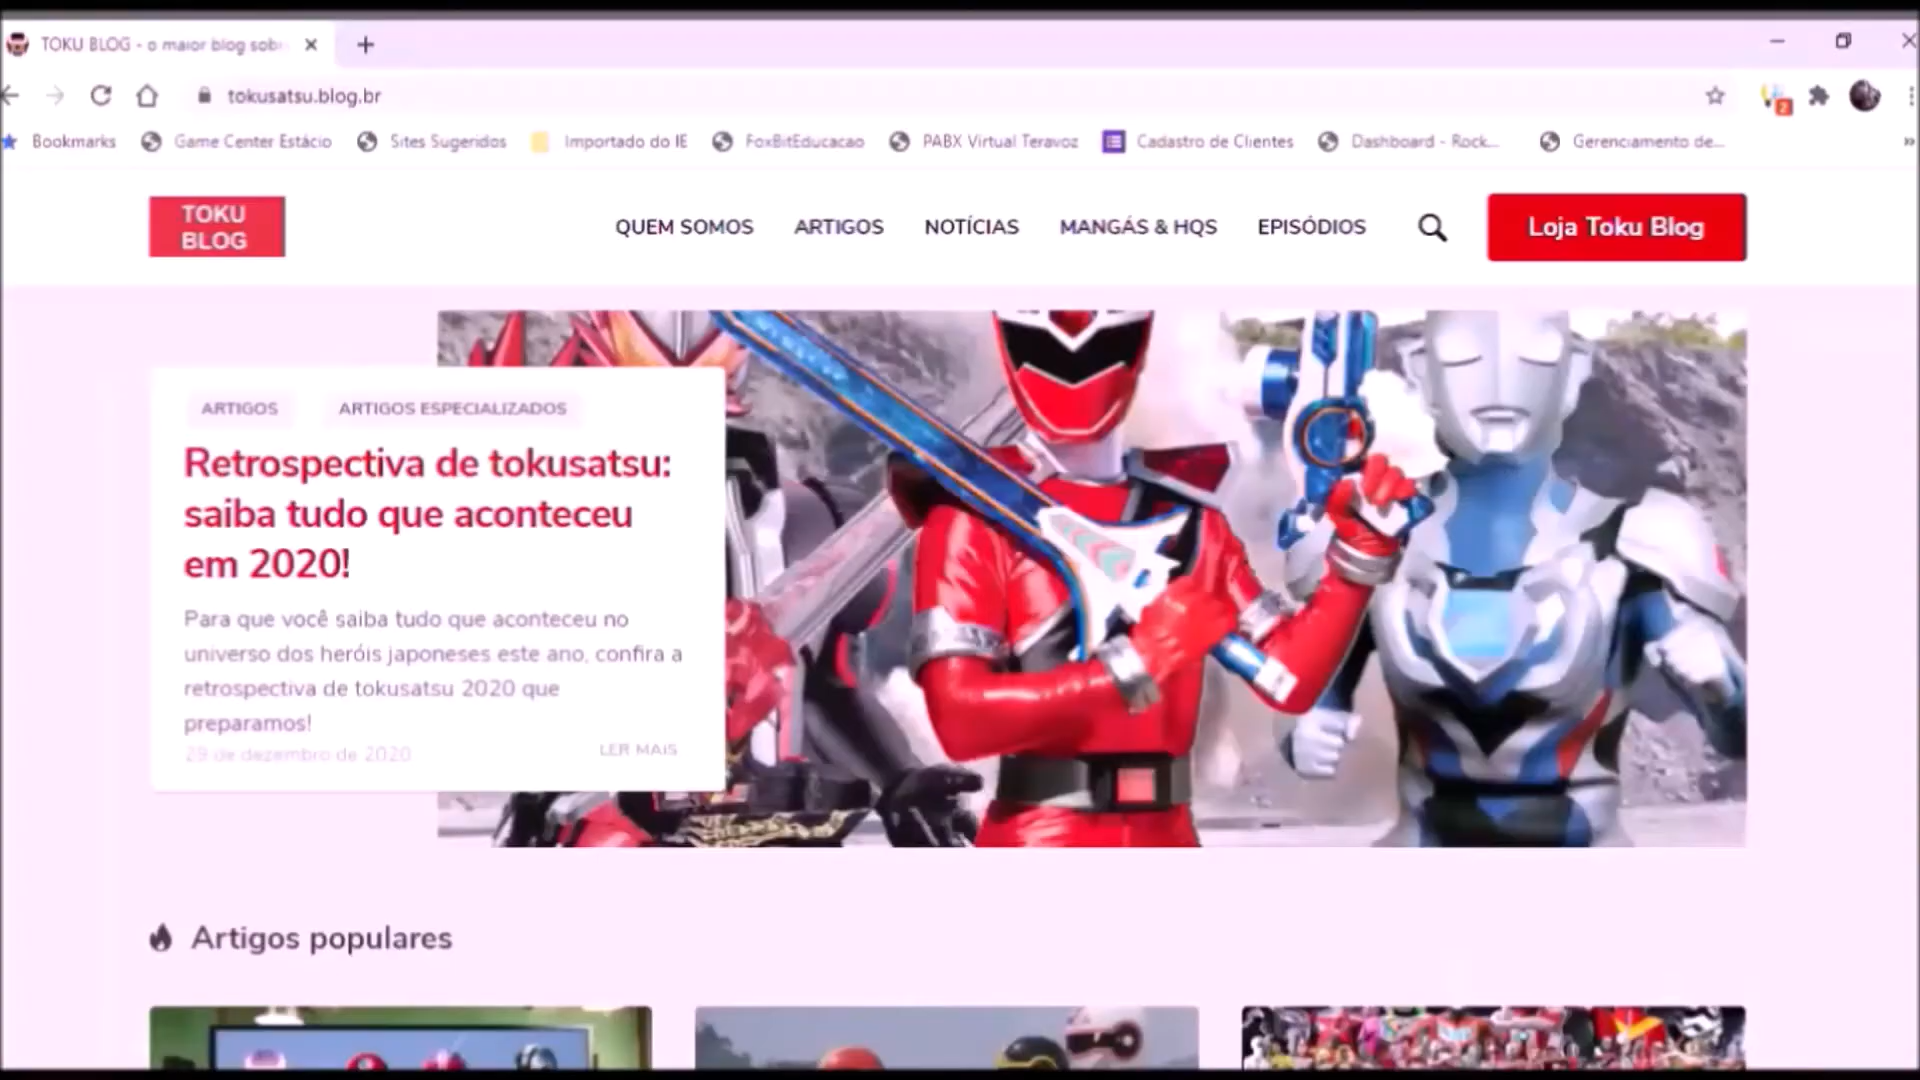 TOKU BLOG - o maior blog sob
tokusatsu.blog.br
2
Bookmarks
Game Center Estácio
Sites Sugeridos
Importado do IE
FoxBitEducacao
PABX Virtual Teravoz
Cadastro de Clientes
Dashboard - Rock...
Gerenciamento de...
TOKU
BLOG
QUEM SOMOS
ARTIGOS
NOTÍCIAS
MANGÁS & HQS
EPISÓDIOS
Loja Toku Blog
ARTIGOS
ARTIGOS ESPECIALIZADOS
Retrospectiva de tokusatsu:
saiba tudo que aconteceu
em 2020!
Para que você saiba tudo que aconteceu no
universo dos heróis japoneses este ano, confira a
retrospectiva de tokusatsu 2020 que
preparamos!
29 de dezembro de 2020
LER MAIS
Artigos populares